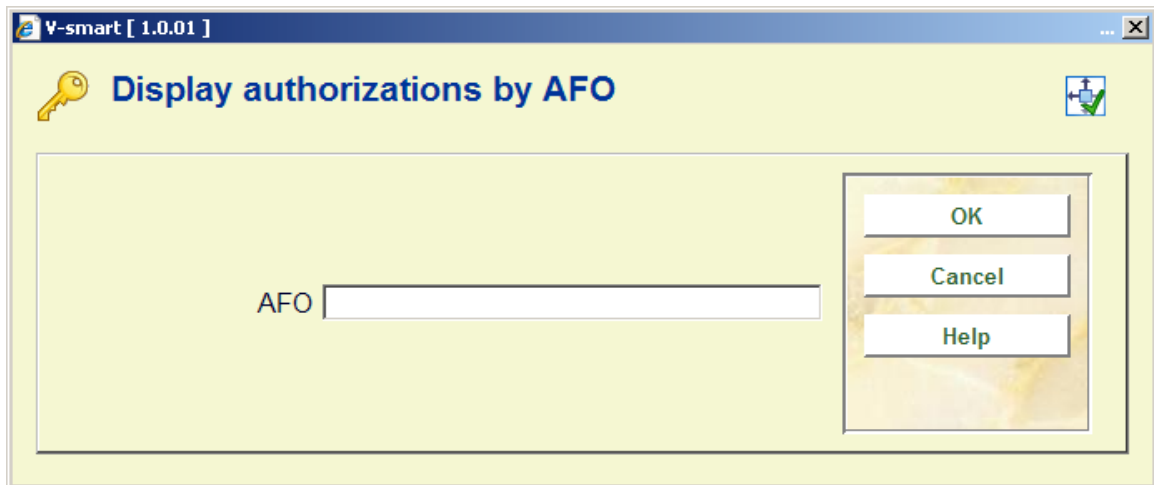 V-smart [ 1.0.01 ]
...
Display authorizations by AFO
OK
Cancel
AFO
Help